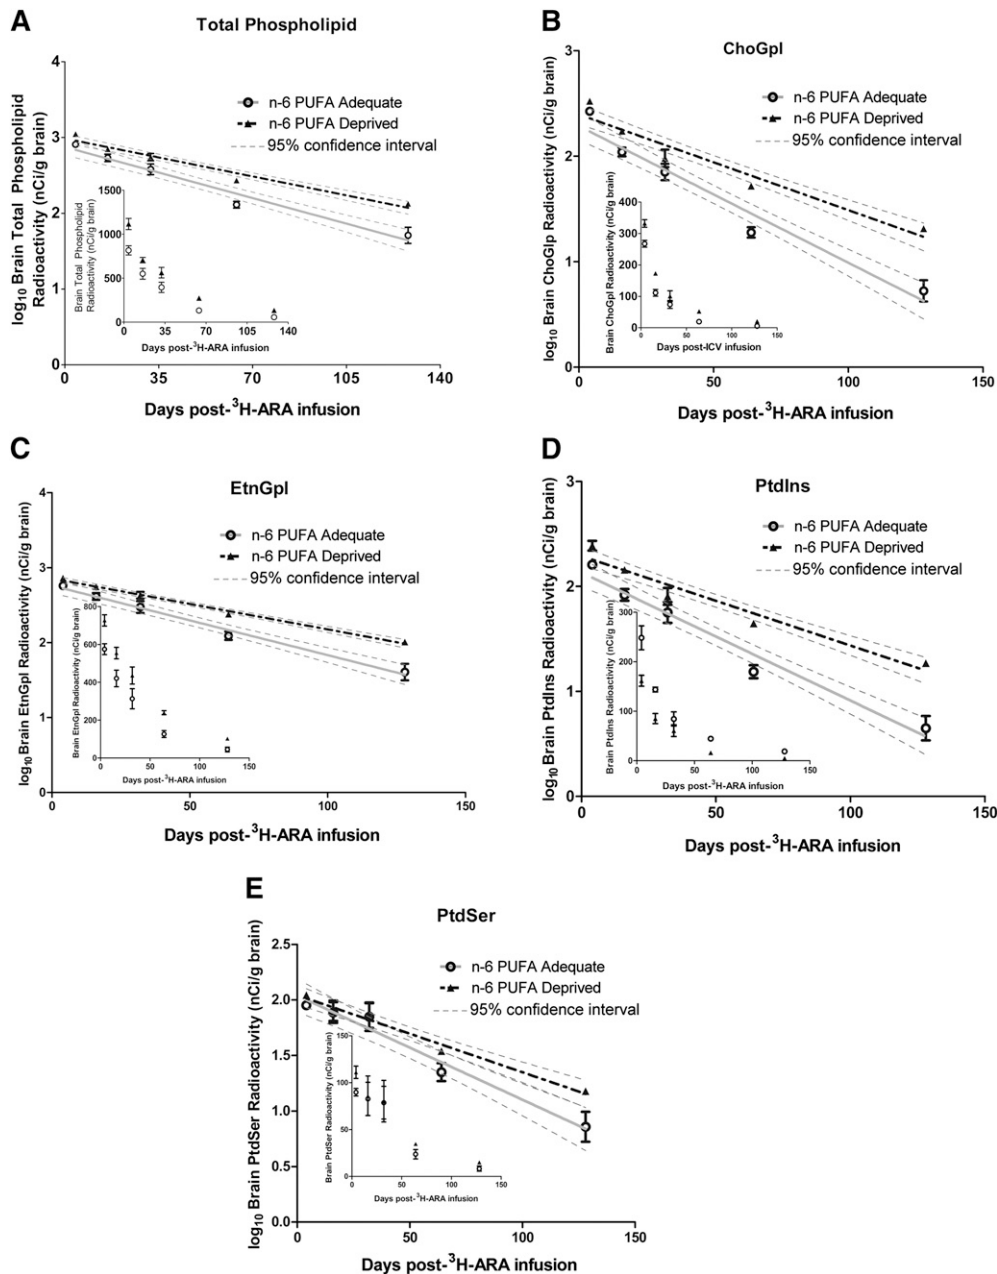 A
Total Phospholipid
log10 Brain Total Phospholipid
Radioactivity (nCi/g brain)
4
3
2
1
0
n-6 PUFA Adequate
n-6 PUFA Deprived
95% confidence interval
Brain Total Phospholipid
Radioactivity (nCi/g brain)
1500
1000
500
0
0 35 70 105 140
Days post-³H-ARA infusion
0 35 70 105 140
Days post-³H-ARA infusion
B
ChoGpl
log10 Brain ChoGlp Radioactivity (nCi/g brain)
3
2
1
0
n-6 PUFA Adequate
n-6 PUFA Deprived
95% confidence interval
Brain ChoGpl Radioactivity (nCi/g brain)
400
300
200
100
0
0 50 100 150
Days post-ICV infusion
0 50 100 150
Days post-³H-ARA infusion
C
EtnGpl
log10 Brain EtnGpl Radioactivity (nCi/g brain)
4
3
2
1
0
n-6 PUFA Adequate
n-6 PUFA Deprived
95% confidence interval
Brain EtnGpl Radioactivity (nCi/g brain)
800
600
400
200
0
0 50 100 150
Days post-³H-ARA infusion
0 50 100 150
Days post-³H-ARA infusion
D
PtdIns
log10 Brain PtdIns Radioactivity (nCi/g brain)
3
2
1
0
n-6 PUFA Adequate
n-6 PUFA Deprived
95% confidence interval
Brain PtdIns Radioactivity (nCi/g brain)
300
200
100
0
0 50 100 150
Days post-³H-ARA infusion
0 50 100 150
Days post-³H-ARA infusion
E
PtdSer
log10 Brain PtdSer Radioactivity (nCi/g brain)
2.5
2.0
1.5
1.0
0.5
0.0
n-6 PUFA Adequate
n-6 PUFA Deprived
95% confidence interval
Brain PtdSer Radioactivity (nCi/g brain)
150
100
50
0
0 50 100 150
Days post-³H-ARA infusion
0 50 100 150
Days post-³H-ARA infusion